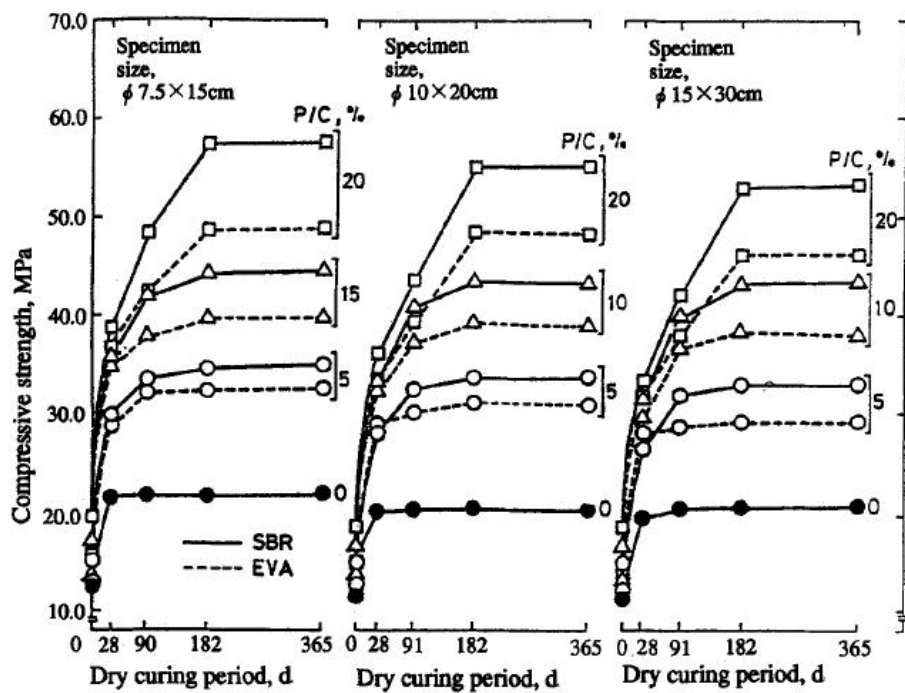 70.0
60.0
50.0
40.0
30.0
20.0
10.0
Compressive strength, MPa
Specimen
size,
ϕ 7.5×15cm
P/C, %
20
15
5
0
SBR
EVA
0 28 90 182 365
Dry curing period, d
Specimen
size,
ϕ 10×20cm
P/C, %
20
10
5
0
0 28 91 182 365
Dry curing period, d
Specimen
size,
ϕ 15×30cm
P/C, %
20
10
5
0
0 28 91 182 365
Dry curing period, d